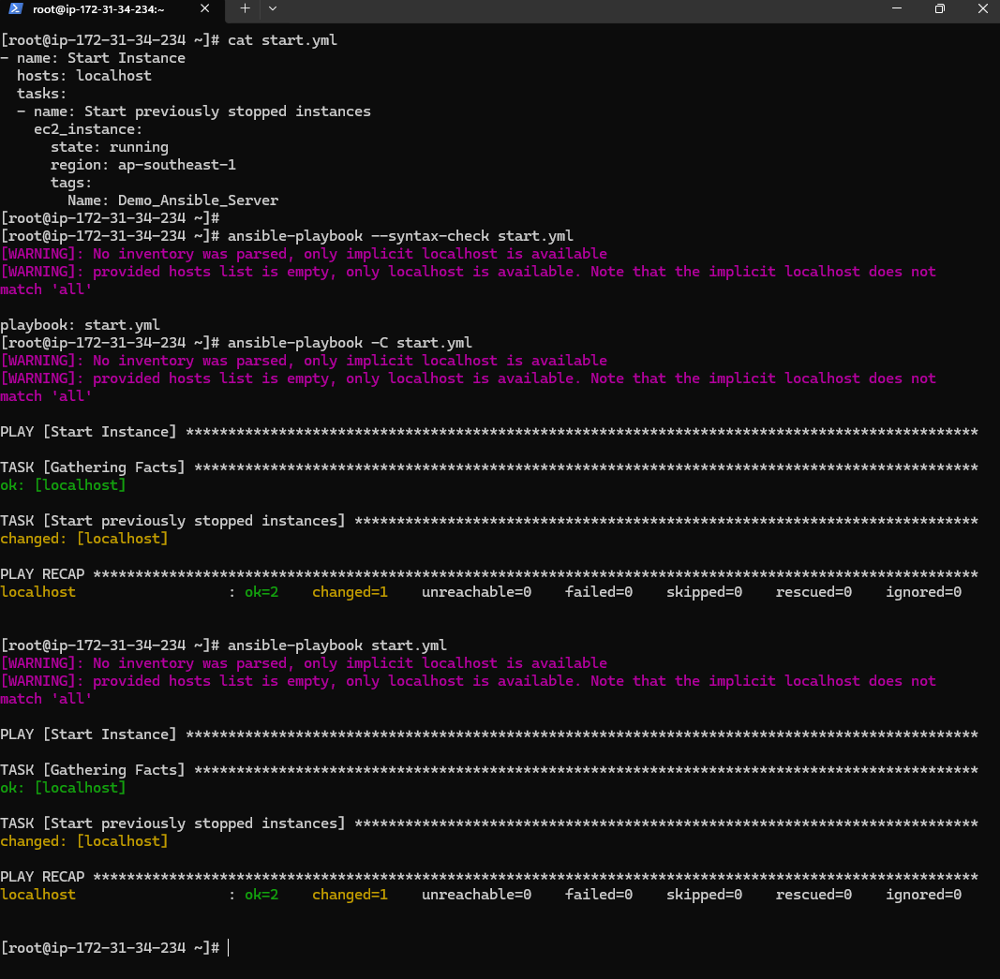 root@ip-172-31-34-234:~
[root@ip-172-31-34-234 ~]# cat start.yml
- name: Start Instance
  hosts: localhost
  tasks:
  - name: Start previously stopped instances
    ec2_instance:
      state: running
      region: ap-southeast-1
      tags:
        Name: Demo_Ansible_Server
[root@ip-172-31-34-234 ~]#
[root@ip-172-31-34-234 ~]# ansible-playbook --syntax-check start.yml
[WARNING]: No inventory was parsed, only implicit localhost is available
[WARNING]: provided hosts list is empty, only localhost is available. Note that the implicit localhost does not
match 'all'
playbook: start.yml
[root@ip-172-31-34-234 ~]# ansible-playbook -C start.yml
[WARNING]: No inventory was parsed, only implicit localhost is available
[WARNING]: provided hosts list is empty, only localhost is available. Note that the implicit localhost does not
match 'all'
PLAY [Start Instance] **********************************************************************************************
TASK [Gathering Facts] *********************************************************************************************
ok: [localhost]
TASK [Start previously stopped instances] **************************************************************************
changed: [localhost]
PLAY RECAP *********************************************************************************************************
localhost                  : ok=2    changed=1    unreachable=0    failed=0    skipped=0    rescued=0    ignored=0
[root@ip-172-31-34-234 ~]# ansible-playbook start.yml
[WARNING]: No inventory was parsed, only implicit localhost is available
[WARNING]: provided hosts list is empty, only localhost is available. Note that the implicit localhost does not
match 'all'
PLAY [Start Instance] **********************************************************************************************
TASK [Gathering Facts] *********************************************************************************************
ok: [localhost]
TASK [Start previously stopped instances] **************************************************************************
changed: [localhost]
PLAY RECAP *********************************************************************************************************
localhost                  : ok=2    changed=1    unreachable=0    failed=0    skipped=0    rescued=0    ignored=0
[root@ip-172-31-34-234 ~]#